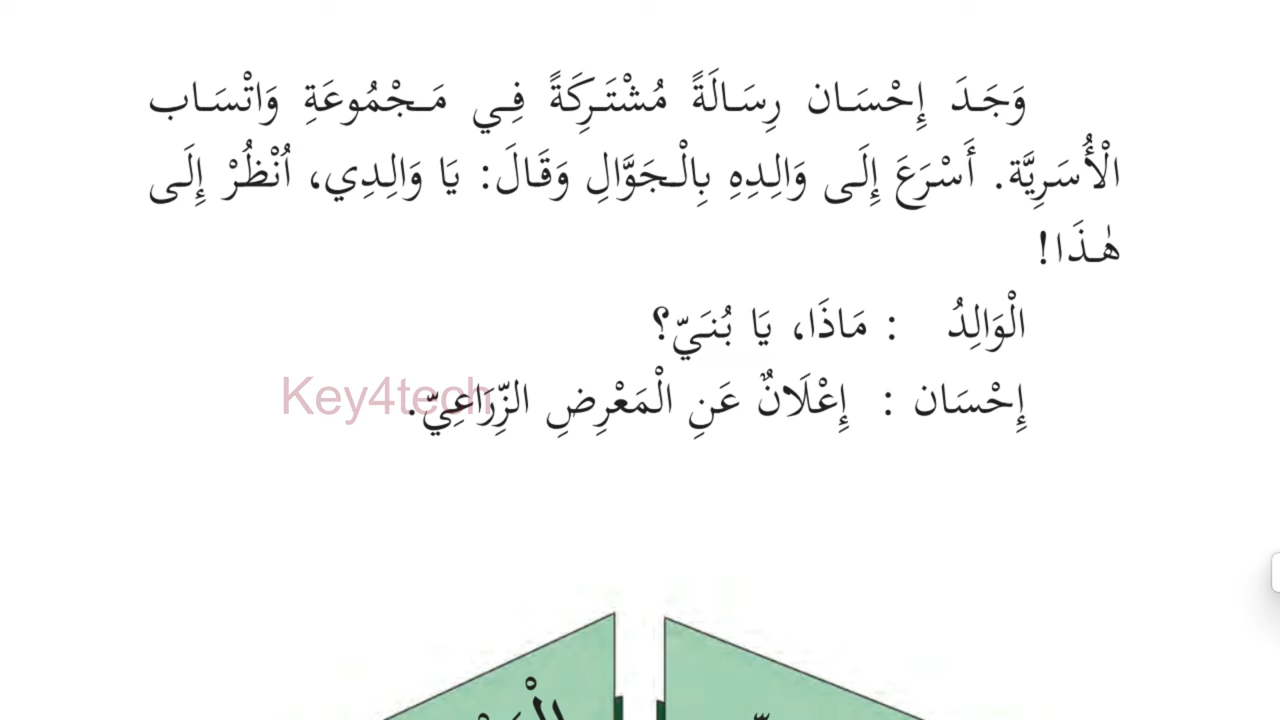 وَجَدَ إِحْسَان رِسَالَةً مُشْتَرِكَةً فِي مَجْمُوعَةِ وَاتْسَاب
الْأُسَرِيَّة. أَسْرَعَ إِلَى وَالِدِهِ بِالْجَوَّالِ وَقَالَ: يَا وَالِدِي، اُنْظُرْ إِلَى
هٰذَا!
الْوَالِدُ : مَاذَا، يَا بُنَيّ؟
إِحْسَان : إِعْلَانٌ عَنِ الْمَعْرِضِ الزِّرَاعِيّ.
Key4tech